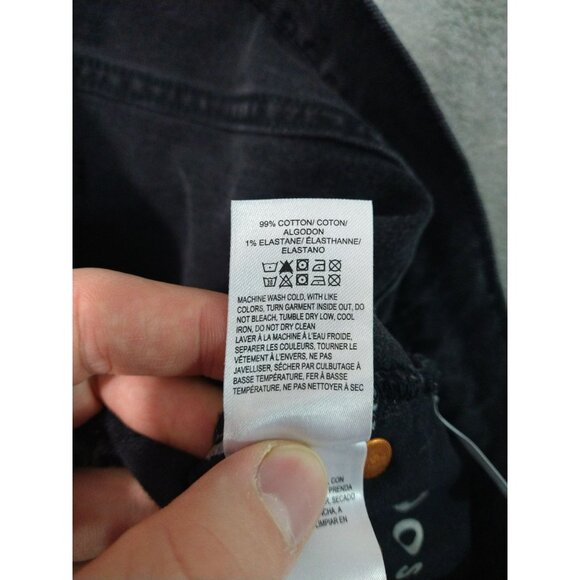 99% COTTON/ COTON/
ALGODON
1% ELASTANE/ ÉLASTHANNE/
ELASTANO
MACHINE WASH COLD, WITH LIKE
COLORS, TURN GARMENT INSIDE OUT, DO
NOT BLEACH, TUMBLE DRY LOW, COOL
IRON, DO NOT DRY CLEAN
LAVER À LA MACHINE À L'EAU FROIDE,
SEPARER LES COULEURS, TOURNER LE
VÊTEMENT À L'ENVERS, NE PAS
JAVELLISER, SÉCHER PAR CULBUTAGE À
BASSE TEMPÉRATURE, FER À BASSE
TEMPÉRATURE, NE PAS NETTOYER À SEC
, CON
PRENDA
R, SECADO
NCHA, A
LIMPIAR EN